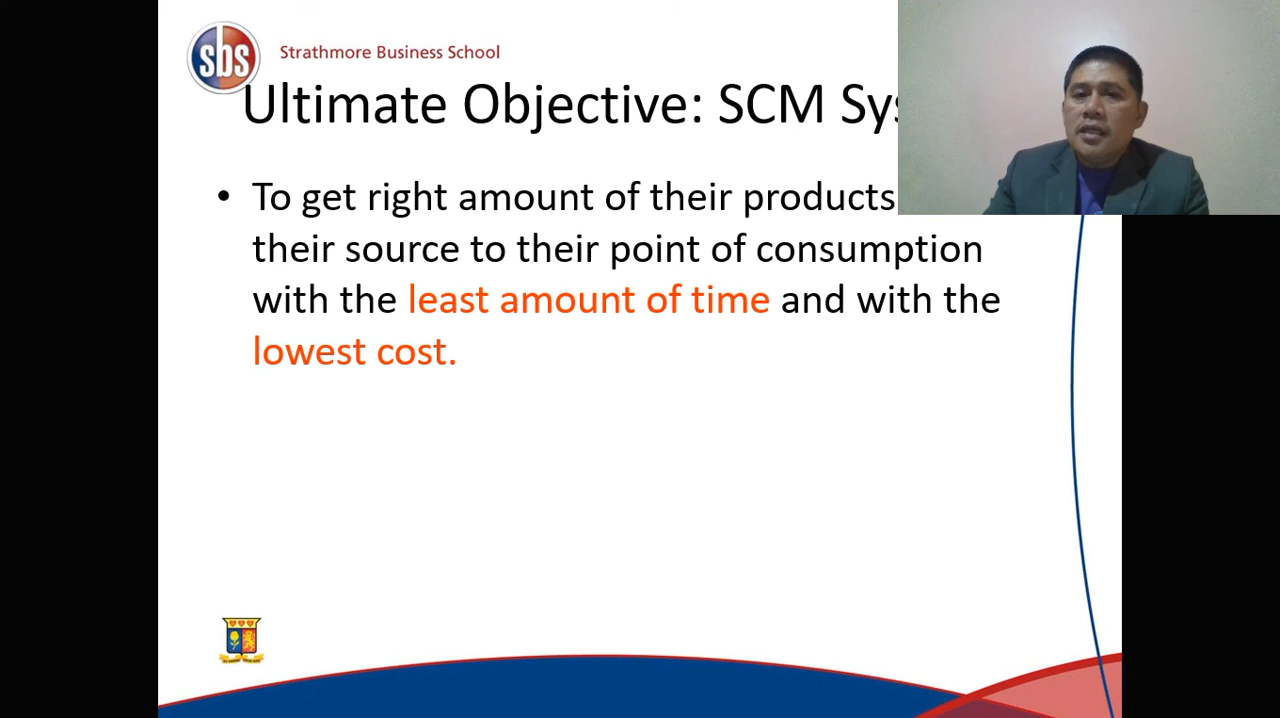 sbs
Strathmore Business School
Ultimate Objective: SCM
• To get right amount of their products
their source to their point of consumption
with the least amount of time and with the
lowest cost.